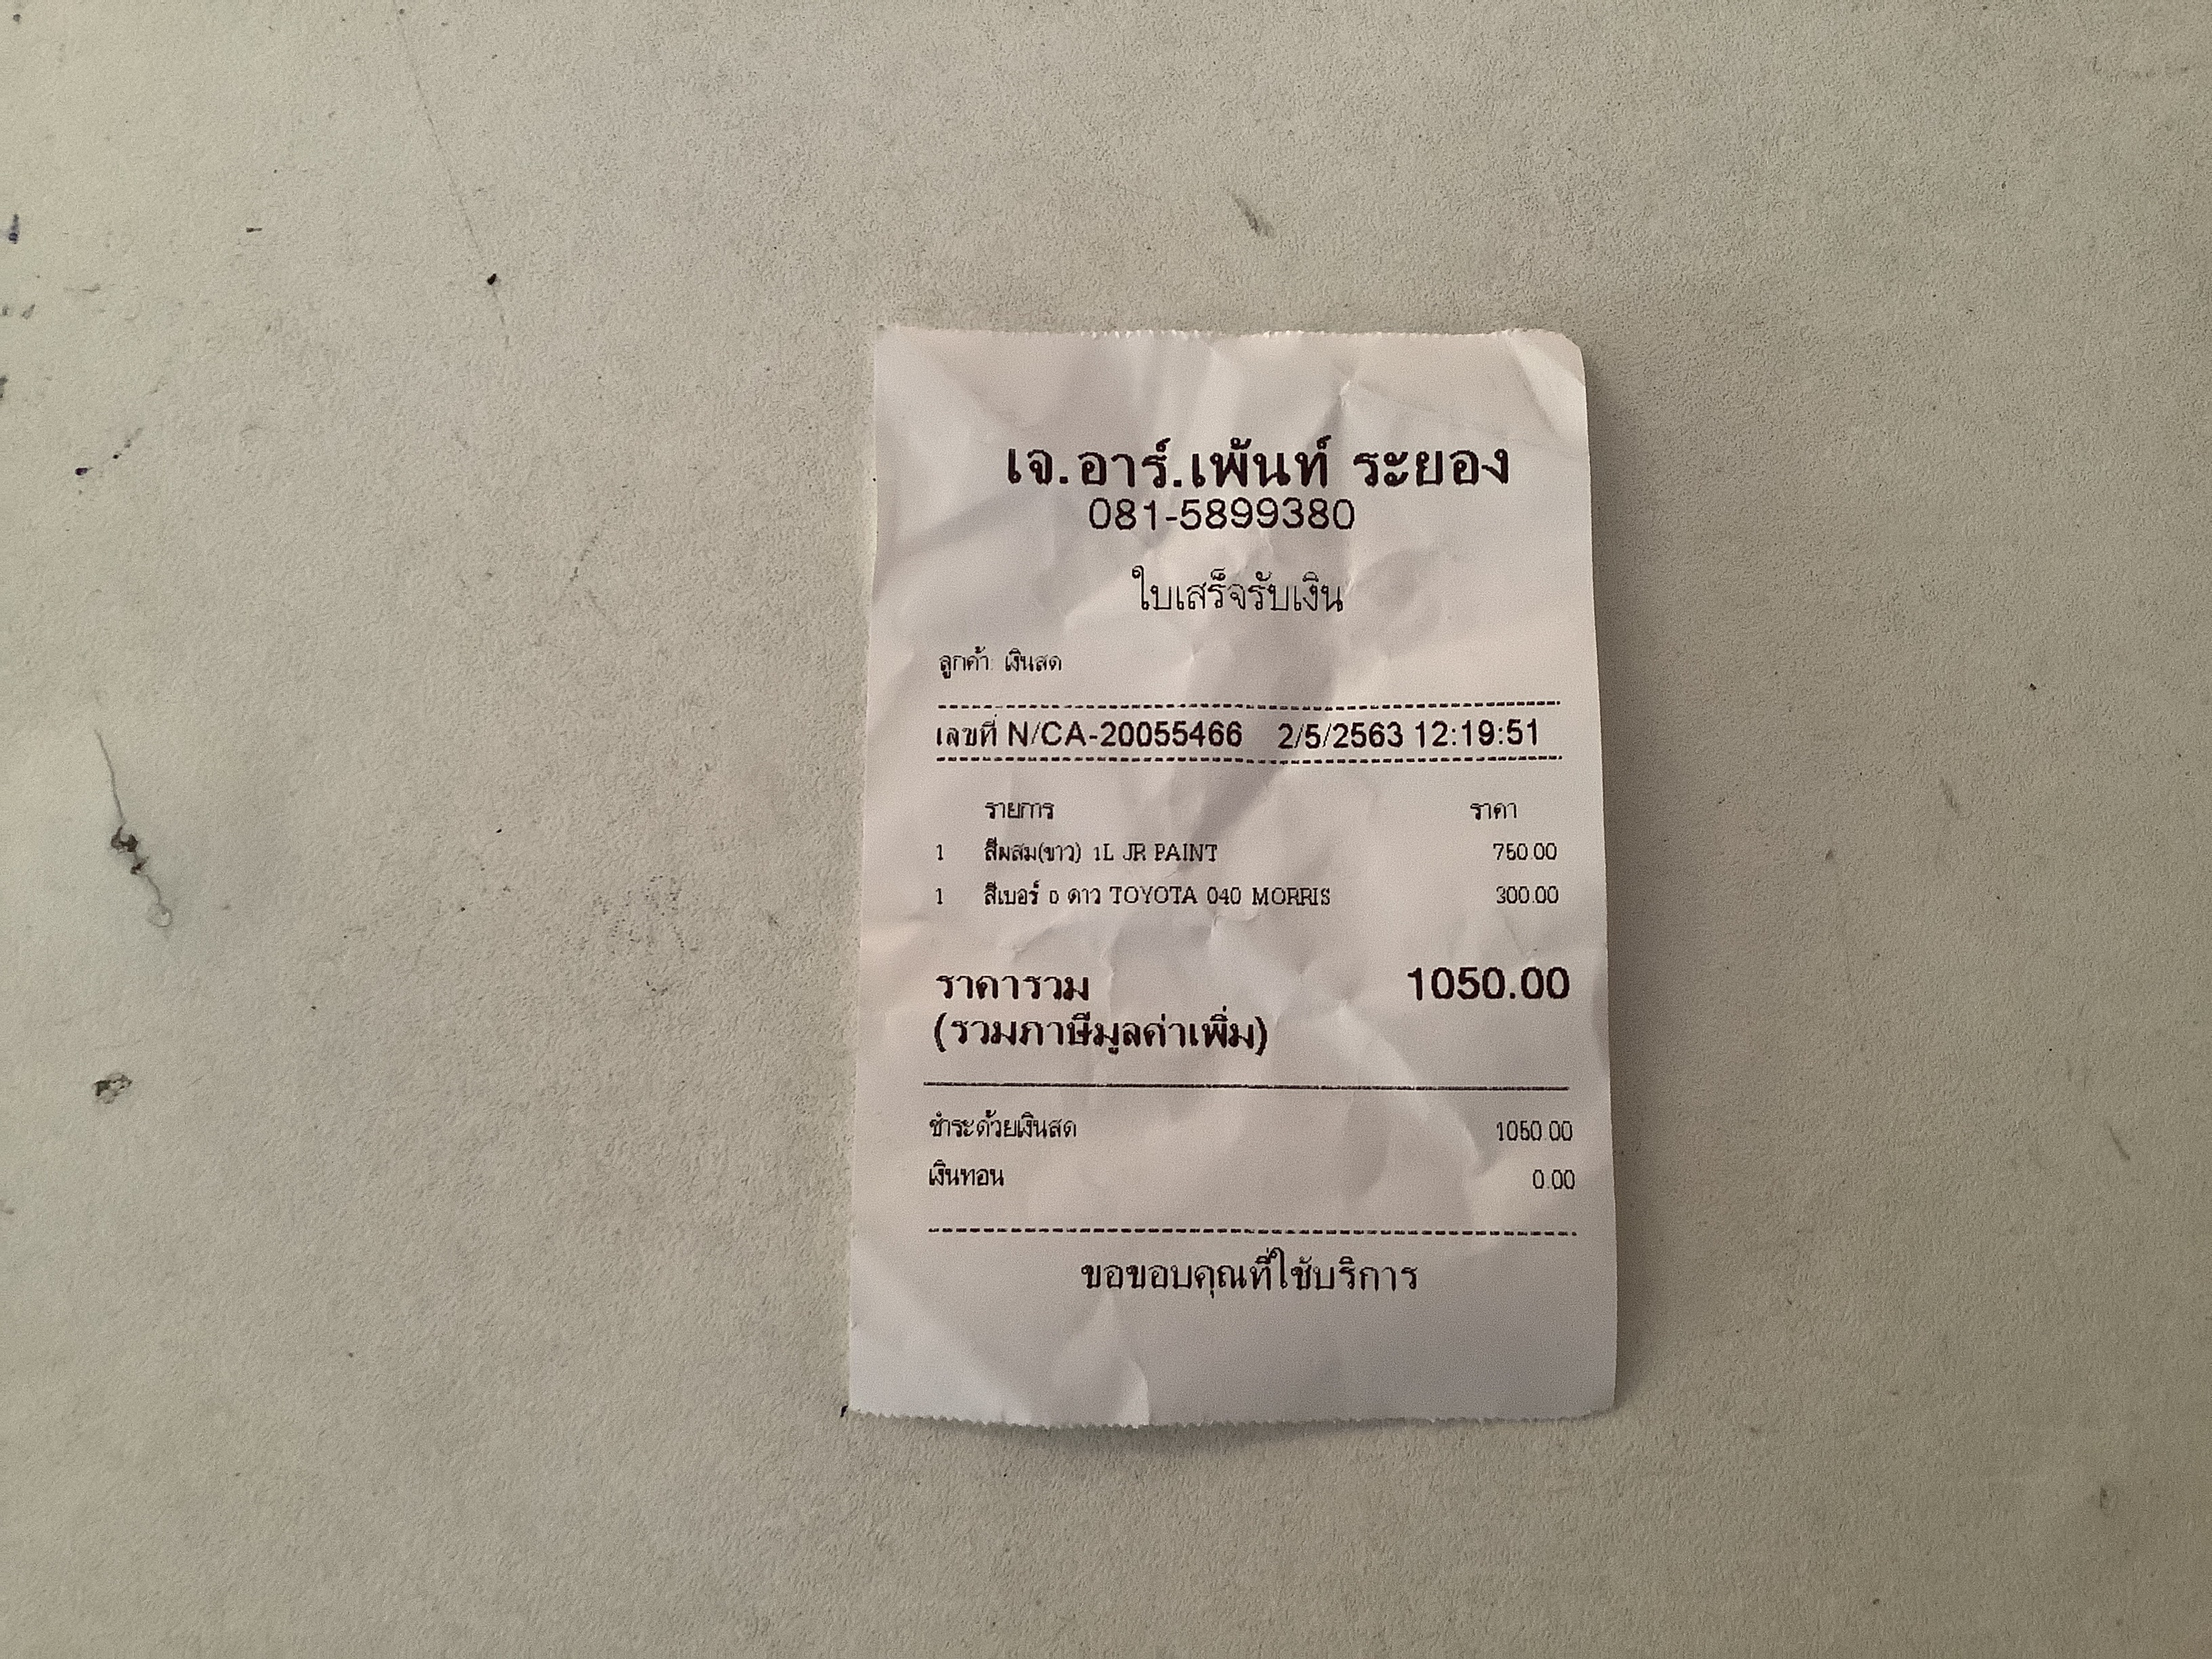 เจ.อาร์.เพ้นท์ ระยอง
081-5899380
ใบเสร็จรับเงิน
ลูกค้า: เงินสด
เลขที่ N/CA-20055466 2/5/2563 12:19:51
รายการ ราคา
1 สีผสม(ขาว) 1L JR PAINT 750.00
1 สีเบอร์ 0 ดาว TOYOTA 040 MORRIS 300.00
ราคารวม 1050.00
(รวมภาษีมูลค่าเพิ่ม)
ชำระด้วยเงินสด 1050.00
เงินทอน 0.00
ขอขอบคุณที่ใช้บริการ